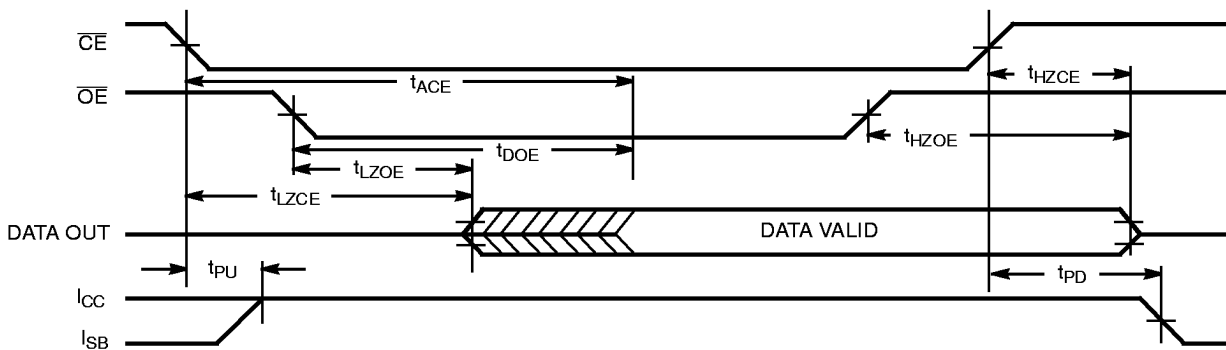 CE
tACE
tHZCE
OE
tHZOE
tDOE
tLZOE
tLZCE
DATA OUT
DATA VALID
tPU
tPD
ICC
ISB